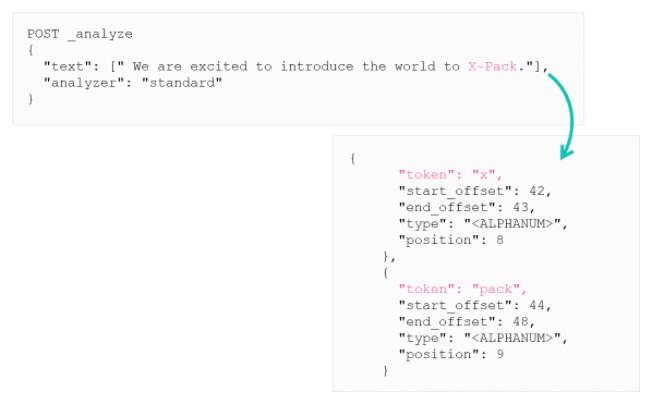 POST _analyze
{
"text": [" We are excited to introduce the world to X-Pack."],
"analyzer": "standard"
}
{
"token": "x",
"start_offset": 42,
"end_offset": 43,
"type": "<ALPHANUM>",
"position": 8
},
{
"token": "pack",
"start_offset": 44,
"end_offset": 48,
"type": "<ALPHANUM>",
"position": 9
}